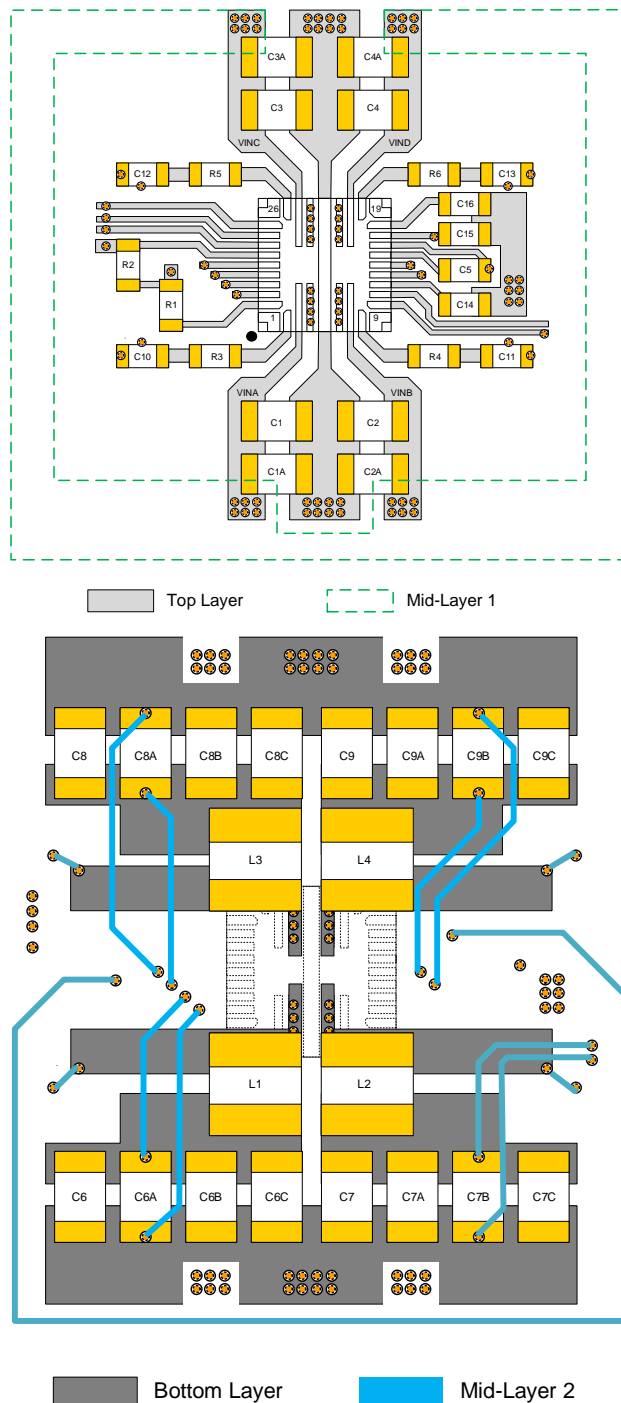 C3A C4A
C3 C4
VINC VIND
C12 R5 R6 C13
26 19 C16
C15
R2 C5
R1 C14
1 9
C10 R3 R4 C11
VINA VINB
C1 C2
C1A C2A
Top Layer Mid-Layer 1
C8 C8A C8B C8C C9 C9A C9B C9C
L3 L4
L1 L2
C6 C6A C6B C6C C7 C7A C7B C7C
Bottom Layer Mid-Layer 2